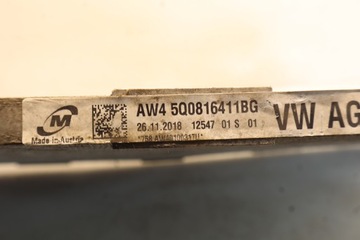 AW4 5Q0816411BG
26.11.2018 12547 01 S 01
VW AG
Made in Austria